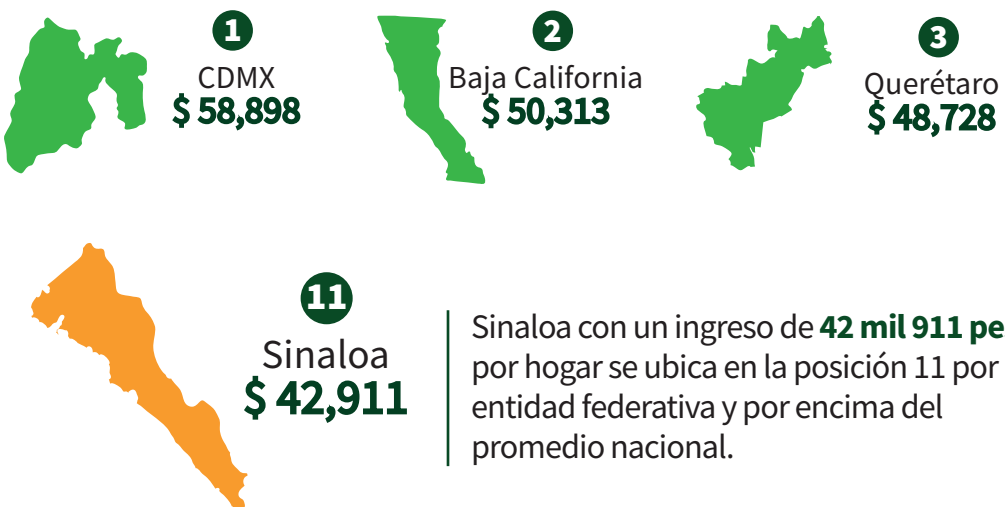 1
CDMX
$ 58,898
2
Baja California
$ 50,313
3
Querétaro
$ 48,728
11
Sinaloa
$ 42,911
Sinaloa con un ingreso de 42 mil 911 pe
por hogar se ubica en la posición 11 por
entidad federativa y por encima del
promedio nacional.